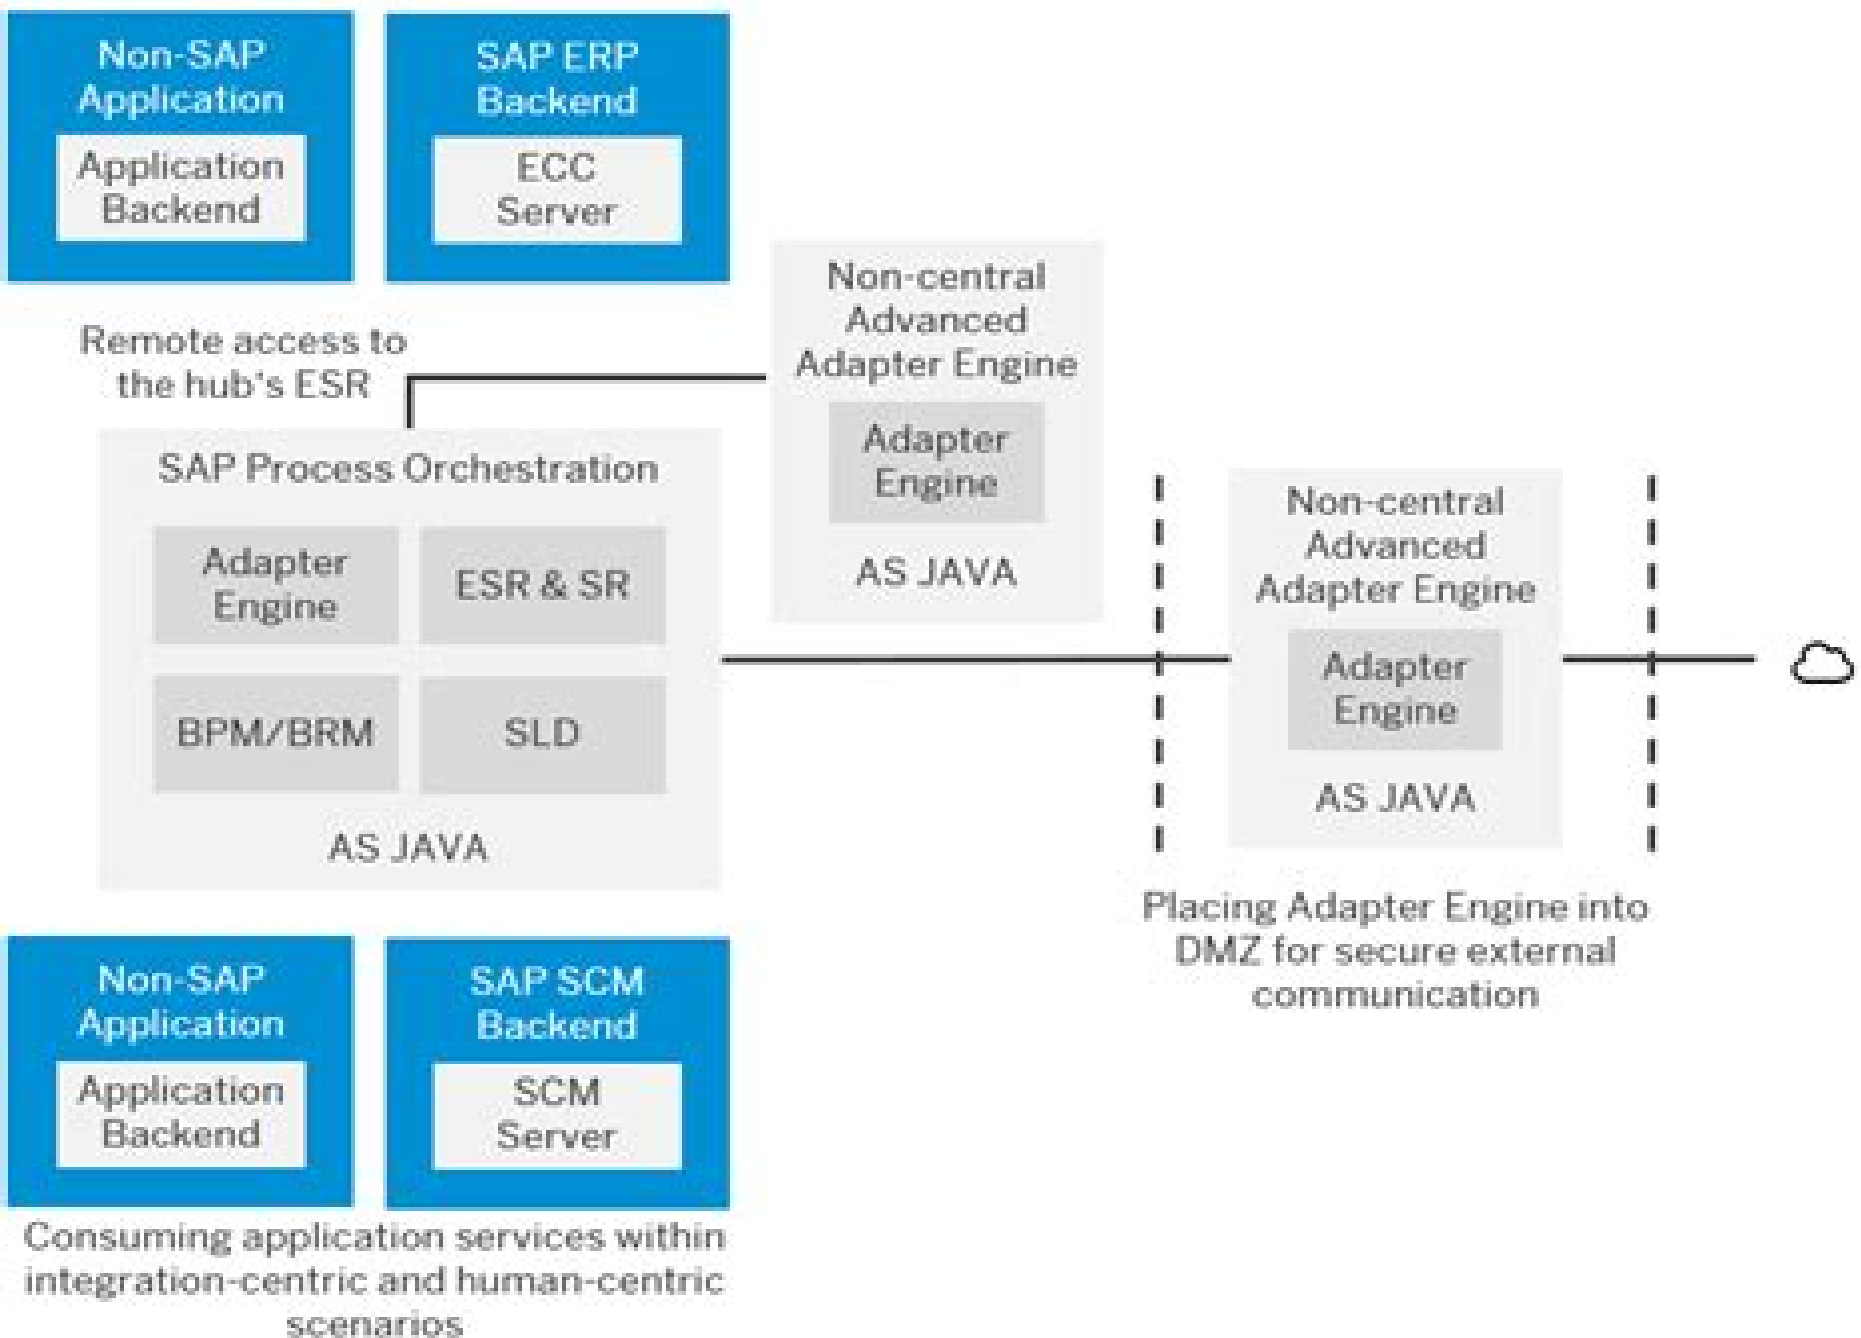 Non-SAP
Application
Application
Backend
SAP ERP
Backend
ECC
Server
Remote access to
the hub's ESR
Non-central
Advanced
Adapter Engine
Adapter
Engine
AS JAVA
SAP Process Orchestration
Adapter
Engine
ESR & SR
BPM/BRM
SLD
AS JAVA
Non-central
Advanced
Adapter Engine
Adapter
Engine
AS JAVA
Placing Adapter Engine into
DMZ for secure external
communication
Non-SAP
Application
Application
Backend
SAP SCM
Backend
SCM
Server
Consuming application services within
integration-centric and human-centric
scenarios